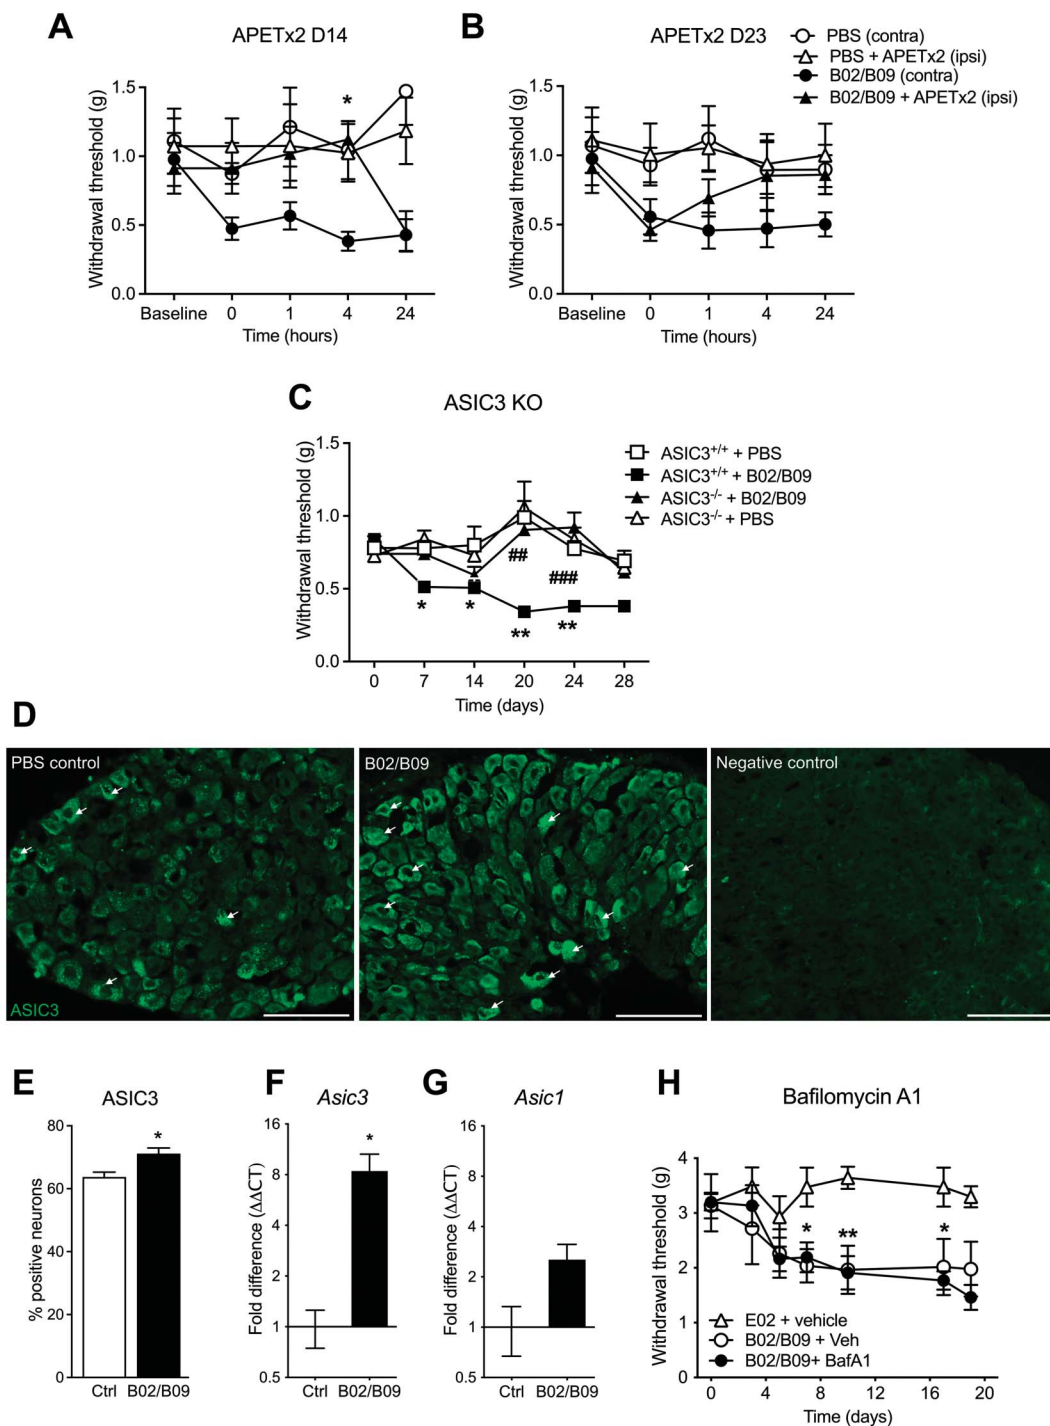 A
APETx2 D14
Withdrawal threshold (g)
1.5
1.0
0.5
0.0
*
Baseline 0 1 4 24
Time (hours)
B
APETx2 D23
PBS (contra)
PBS + APETx2 (ipsi)
B02/B09 (contra)
B02/B09 + APETx2 (ipsi)
Withdrawal threshold (g)
1.5
1.0
0.5
0.0
Baseline 0 1 4 24
Time (hours)
C
ASIC3 KO
Withdrawal threshold (g)
1.5
1.0
0.5
0.0
ASIC3+/+ + PBS
ASIC3+/+ + B02/B09
ASIC3-/- + B02/B09
ASIC3-/- + PBS
## ###
* * ** **
0 7 14 20 24 28
Time (days)
D
PBS control
B02/B09
Negative control
ASIC3
E
ASIC3
% positive neurons
80
60
40
20
0
*
Ctrl B02/B09
F
Asic3
Fold difference (ΔΔCT)
16
8
4
2
1
0.5
*
Ctrl B02/B09
G
Asic1
Fold difference (ΔΔCT)
16
8
4
2
1
0.5
Ctrl B02/B09
H
Bafilomycin A1
Withdrawal threshold (g)
4
3
2
1
0
* ** *
E02 + vehicle
B02/B09 + Veh
B02/B09+ BafA1
0 4 8 12 16 20
Time (days)